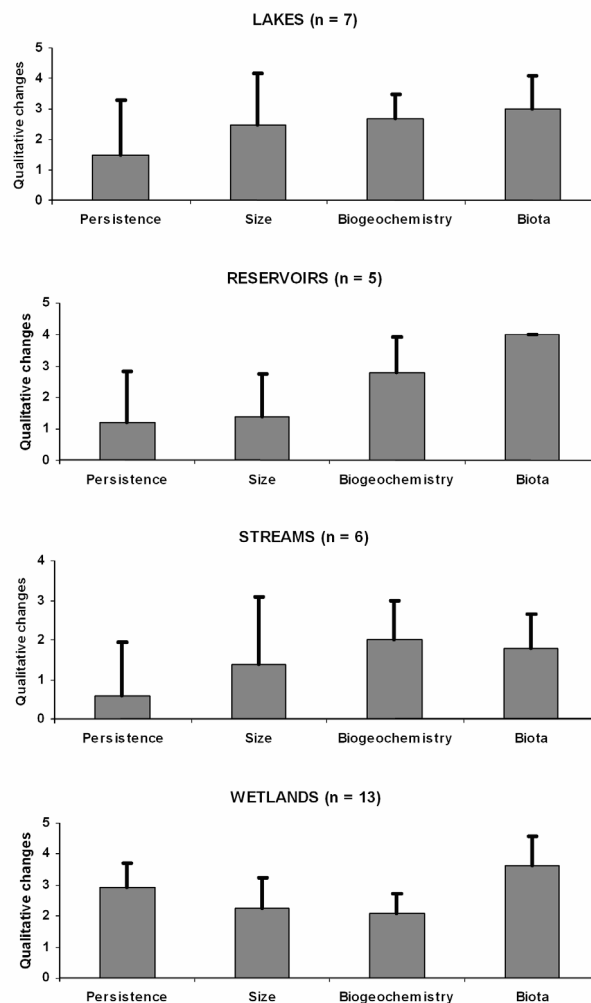 LAKES (n = 7)
Qualitative changes
5
4
3
2
1
0
Persistence Size Biogeochemistry Biota
RESERVOIRS (n = 5)
Qualitative changes
5
4
3
2
1
0
Persistence Size Biogeochemistry Biota
STREAMS (n = 6)
Qualitative changes
4
3
2
1
0
Persistence Size Biogeochemistry Biota
WETLANDS (n = 13)
Qualitative changes
5
4
3
2
1
0
Persistence Size Biogeochemistry Biota